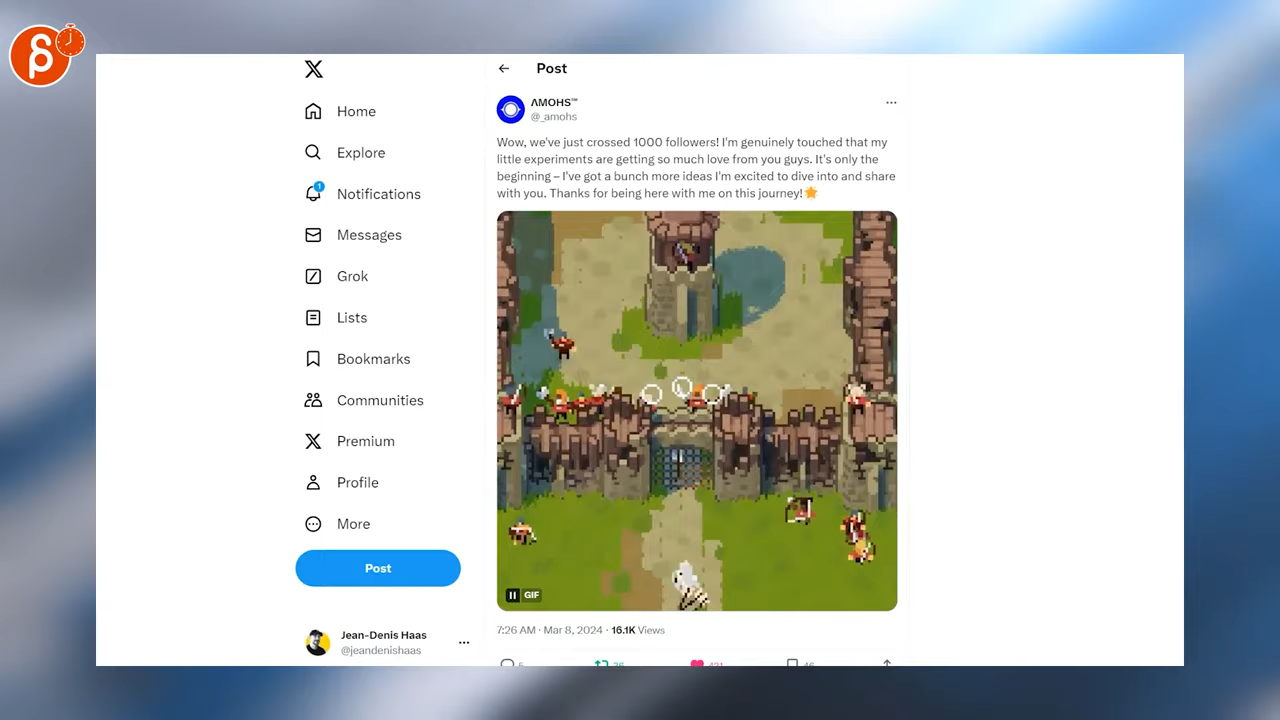 Post
ΛMOHS™
@_amohs
Wow, we've just crossed 1000 followers! I'm genuinely touched that my
little experiments are getting so much love from you guys. It's only the
beginning – I've got a bunch more ideas I'm excited to dive into and share
with you. Thanks for being here with me on this journey!
GIF
7:26 AM · Mar 8, 2024 · 16.1K Views
Home
Explore
1
Notifications
Messages
Grok
Lists
Bookmarks
Communities
Premium
Profile
More
Post
Jean-Denis Haas
@jeandenishaas